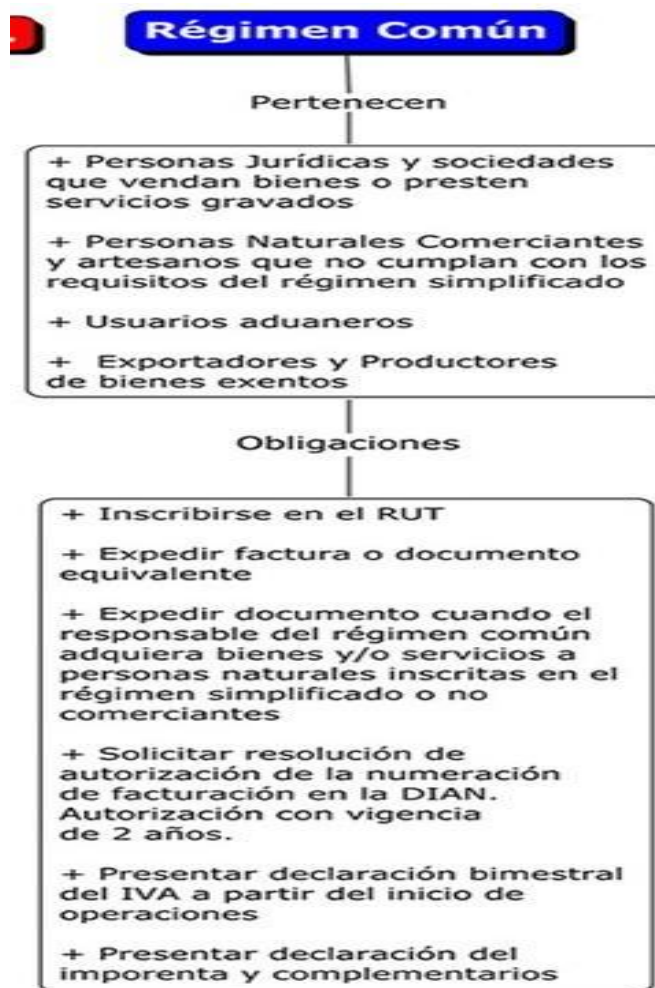 Régimen Común
Pertenecen
+ Personas Jurídicas y sociedades
que vendan bienes o presten
servicios gravados
+ Personas Naturales Comerciantes
y artesanos que no cumplan con los
requisitos del régimen simplificado
+ Usuarios aduaneros
+ Exportadores y Productores
de bienes exentos
Obligaciones
+ Inscribirse en el RUT
+ Expedir factura o documento
equivalente
+ Expedir documento cuando el
responsable del régimen común
adquiera bienes y/o servicios a
personas naturales inscritas en el
régimen simplificado o no
comerciantes
+ Solicitar resolución de
autorización de la numeración
de facturación en la DIAN.
Autorización con vigencia
de 2 años.
+ Presentar declaración bimestral
del IVA a partir del inicio de
operaciones
+ Presentar declaración del
imporenta y complementarios